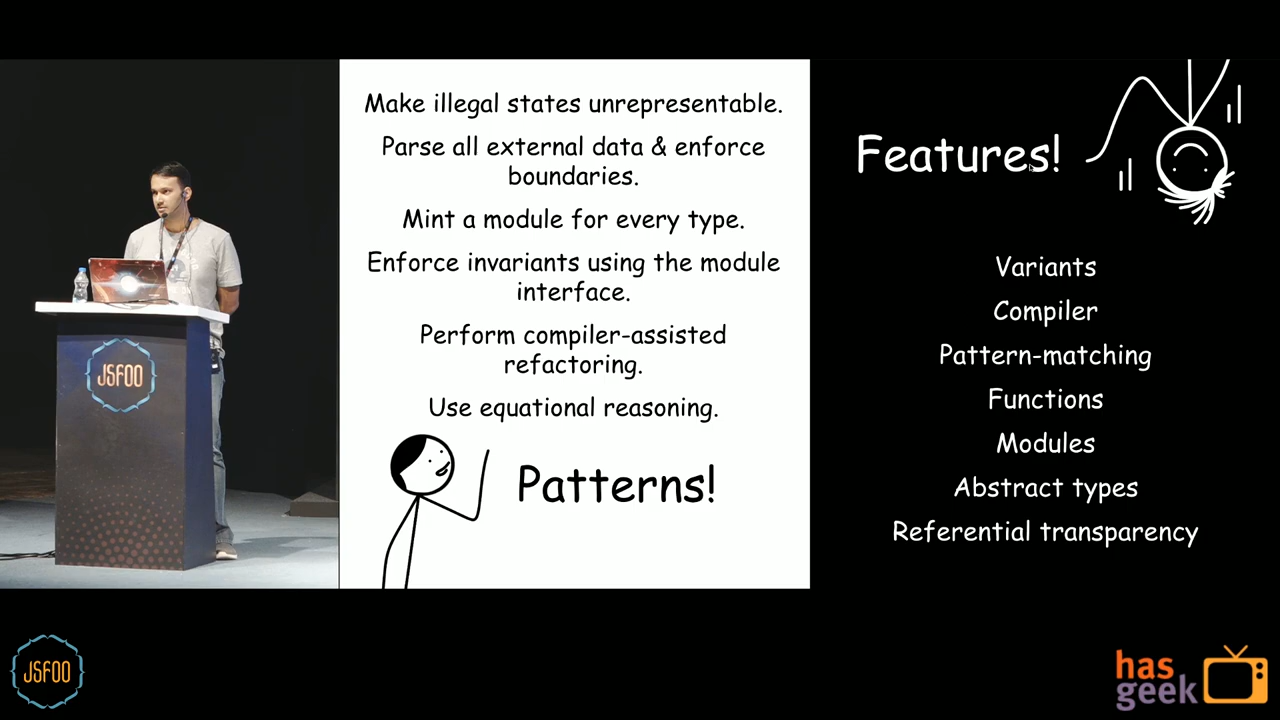 Make illegal states unrepresentable.
Parse all external data & enforce
boundaries.
Mint a module for every type.
Enforce invariants using the module
interface.
Perform compiler-assisted
refactoring.
Use equational reasoning.
Patterns!
Features!
Variants
Compiler
Pattern-matching
Functions
Modules
Abstract types
Referential transparency
JSFOO
JSFOO
has
geek